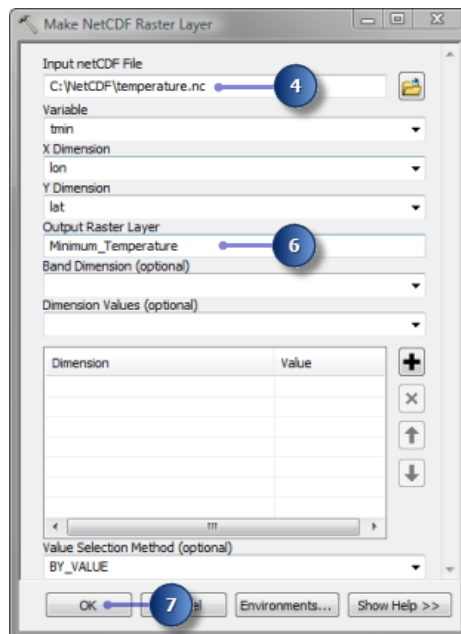 Make NetCDF Raster Layer
Input netCDF File
C:\NetCDF\temperature.nc
4
Variable
tmin
X Dimension
lon
Y Dimension
lat
Output Raster Layer
Minimum_Temperature
6
Band Dimension (optional)
Dimension Values (optional)
Dimension Value
Value Selection Method (optional)
BY_VALUE
OK 7 el Environments... Show Help >>